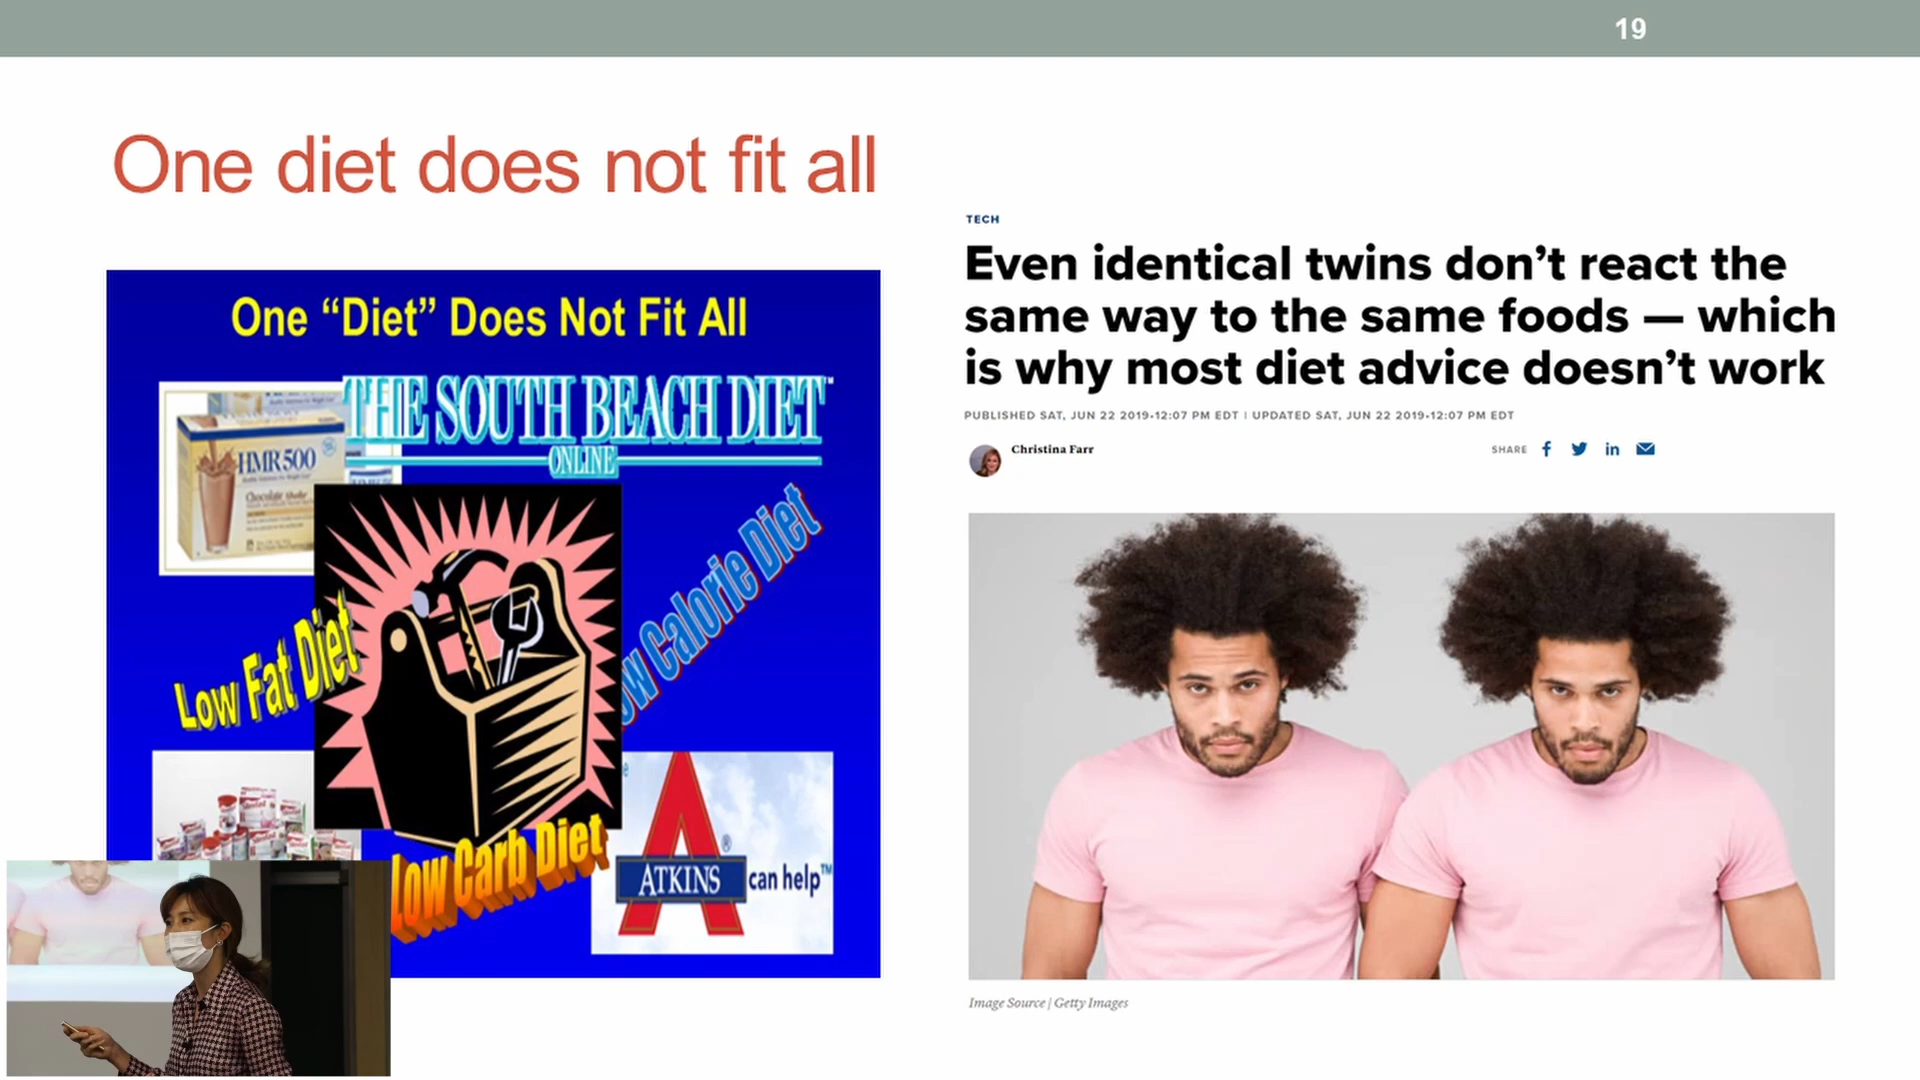 19
One diet does not fit all
One “Diet” Does Not Fit All
THE SOUTH BEACH DIET
ONLINE
HMR 500
Chocolate Shake
Low Fat Diet
Low Calorie Diet
Low Carb Diet
ATKINS® can help™
TECH
Even identical twins don’t react the
same way to the same foods — which
is why most diet advice doesn’t work
PUBLISHED SAT, JUN 22 2019•12:07 PM EDT | UPDATED SAT, JUN 22 2019•12:07 PM EDT
Christina Farr
SHARE
Image Source | Getty Images